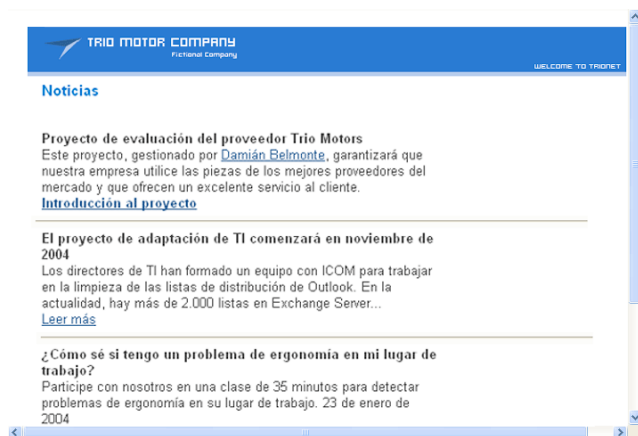 TRIO MOTOR COMPANY
Fictional Company
WELCOME TO TRIONET
Noticias
Proyecto de evaluación del proveedor Trio Motors
Este proyecto, gestionado por Damián Belmonte, garantizará que
nuestra empresa utilice las piezas de los mejores proveedores del
mercado y que ofrecen un excelente servicio al cliente.
Introducción al proyecto
El proyecto de adaptación de TI comenzará en noviembre de
2004
Los directores de TI han formado un equipo con ICOM para trabajar
en la limpieza de las listas de distribución de Outlook. En la
actualidad, hay más de 2.000 listas en Exchange Server...
Leer más
¿Cómo sé si tengo un problema de ergonomía en mi lugar de
trabajo?
Participe con nosotros en una clase de 35 minutos para detectar
problemas de ergonomía en su lugar de trabajo. 23 de enero de
2004